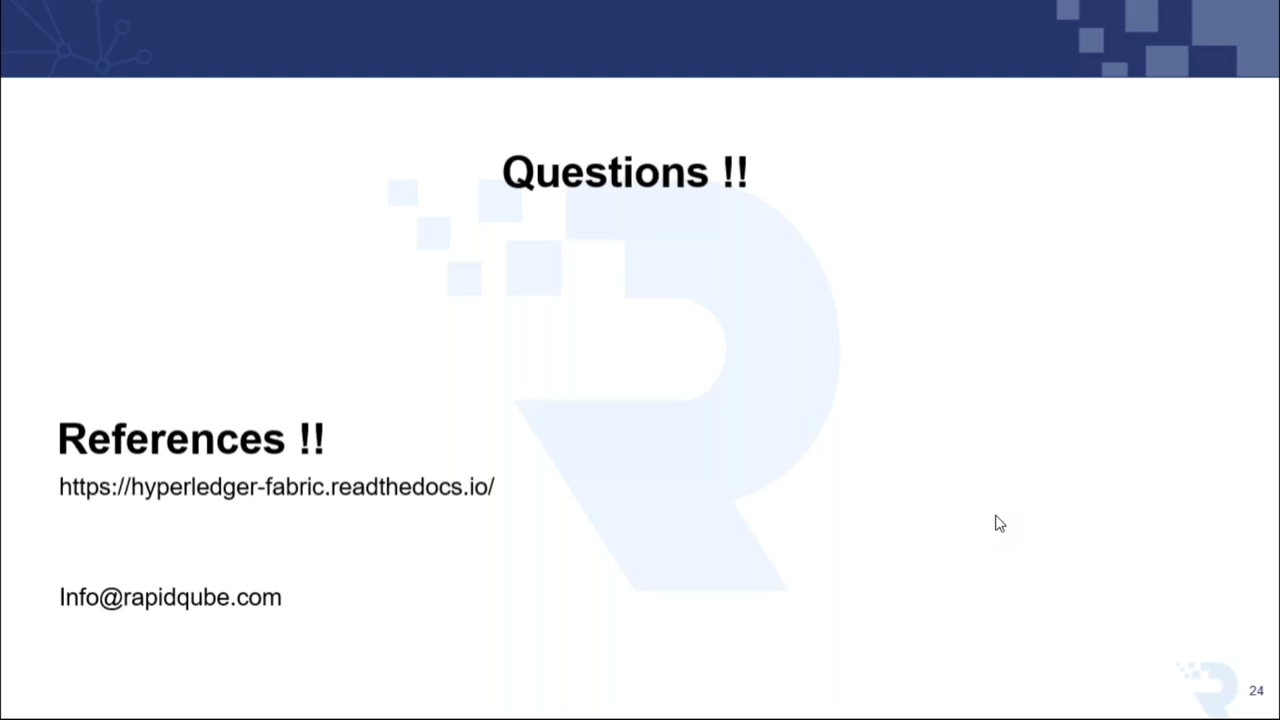 Questions !!
References !!
https://hyperledger-fabric.readthedocs.io/
Info@rapidqube.com
24